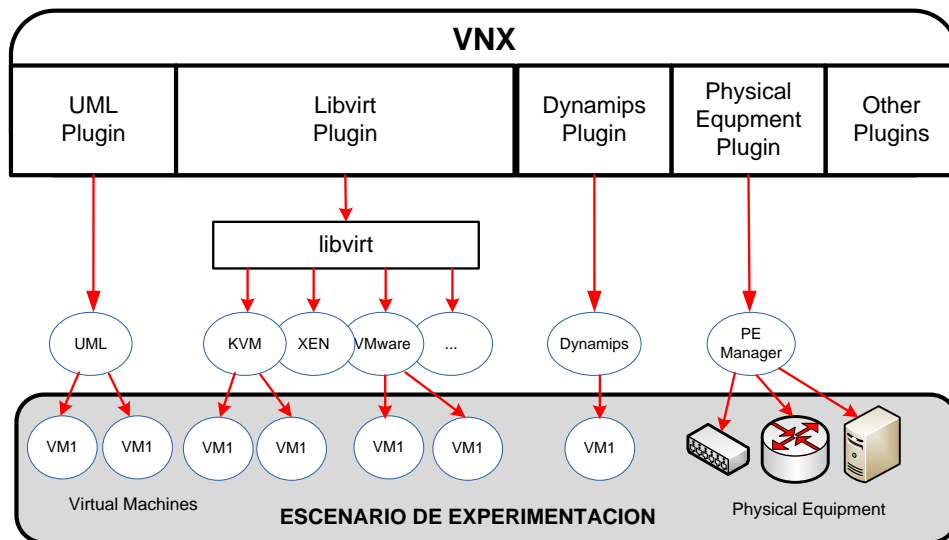 VNX
UML
Plugin
Libvirt
Plugin
Dynamips
Plugin
Physical
Equpment
Plugin
Other
Plugins
libvirt
UML
KVM
XEN
VMware
...
Dynamips
PE
Manager
VM1
VM1
VM1
VM1
VM1
VM1
VM1
Virtual Machines
Physical Equipment
ESCENARIO DE EXPERIMENTACION